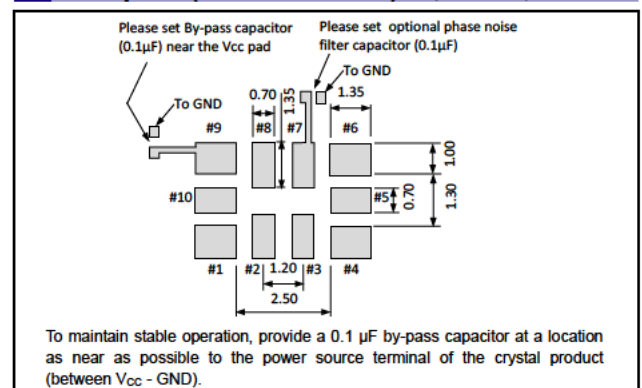 Please set By-pass capacitor
(0.1µF) near the Vcc pad
Please set optional phase noise
filter capacitor (0.1µF)
To GND
To GND
0.70
1.35
1.35
#9
#8
#7
#6
1.00
#10
#5
0.70
1.30
#1
#2
1.20
#3
#4
2.50
To maintain stable operation, provide a 0.1 µF by-pass capacitor at a location
as near as possible to the power source terminal of the crystal product
(between VCC - GND).